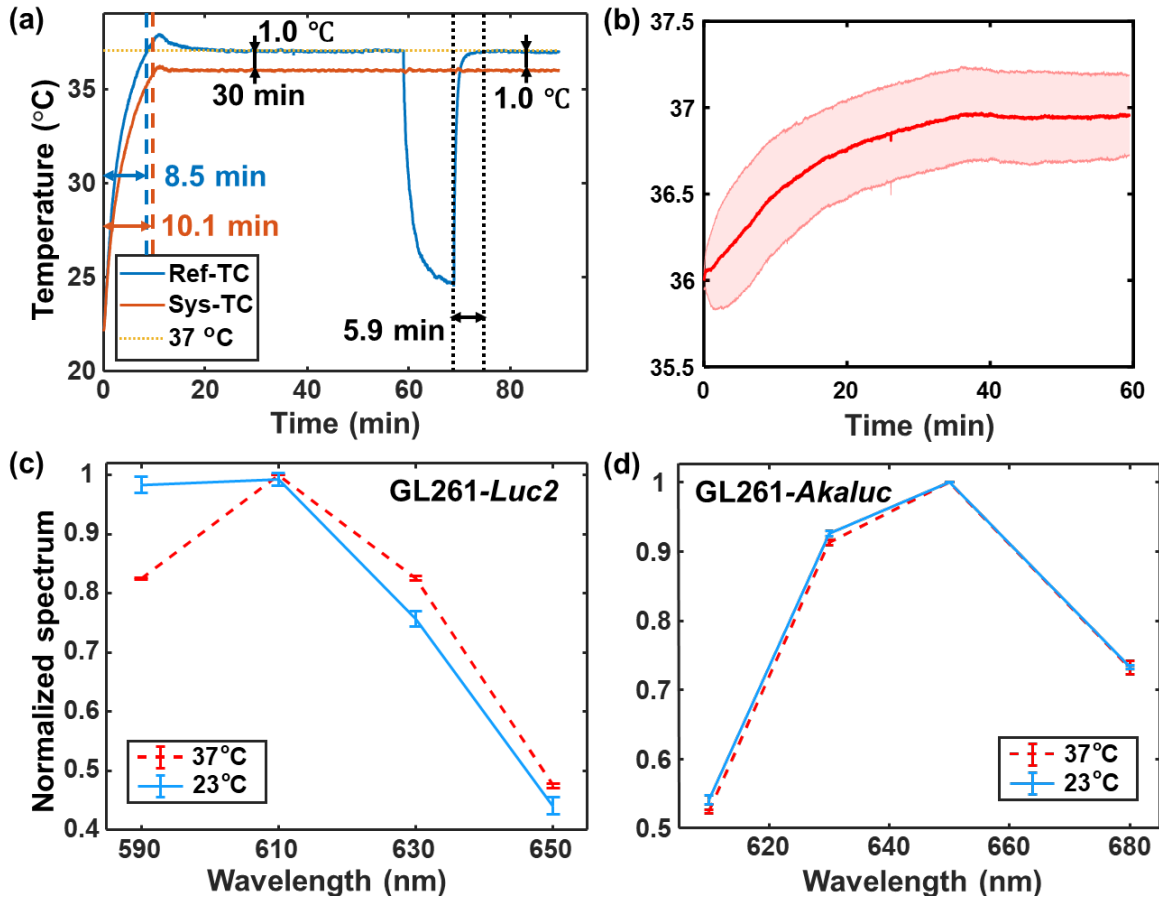 (a)
Temperature (°C)
35
30
25
20
1.0 °C
30 min
1.0 °C
8.5 min
10.1 min
5.9 min
Ref-TC
Sys-TC
37 °C
0
20
40
60
80
Time (min)
(b)
37.5
37
36.5
36
35.5
0
20
40
60
Time (min)
(c)
GL261-Luc2
Normalized spectrum
1
0.9
0.8
0.7
0.6
0.5
0.4
37°C
23°C
590
610
630
650
Wavelength (nm)
(d)
GL261-Akaluc
1
0.9
0.8
0.7
0.6
0.5
37°C
23°C
620
640
660
680
Wavelength (nm)